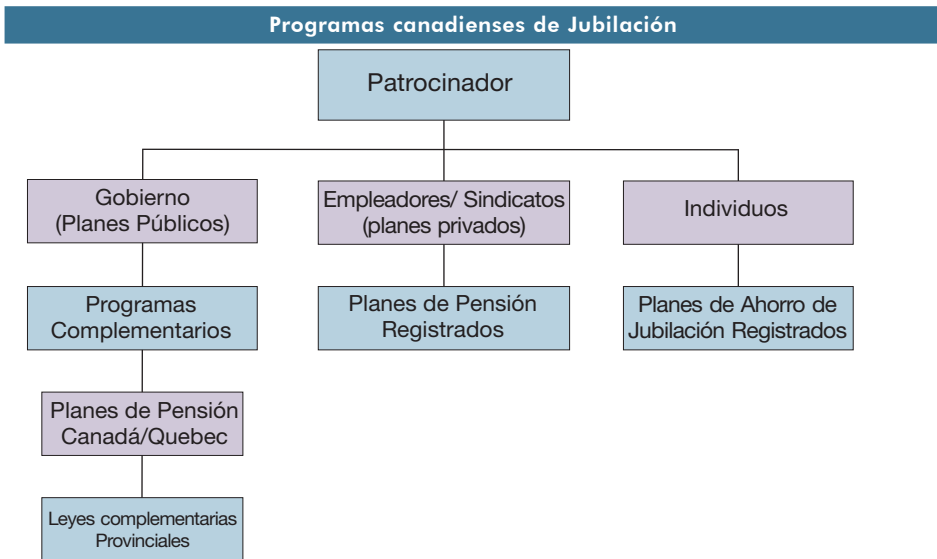 Programas canadienses de Jubilación
Patrocinador
Gobierno
(Planes Públicos)
Empleadores/ Sindicatos
(planes privados)
Individuos
Programas
Complementarios
Planes de Pensión
Registrados
Planes de Ahorro de
Jubilación Registrados
Planes de Pensión
Canadá/Quebec
Leyes complementarias
Provinciales